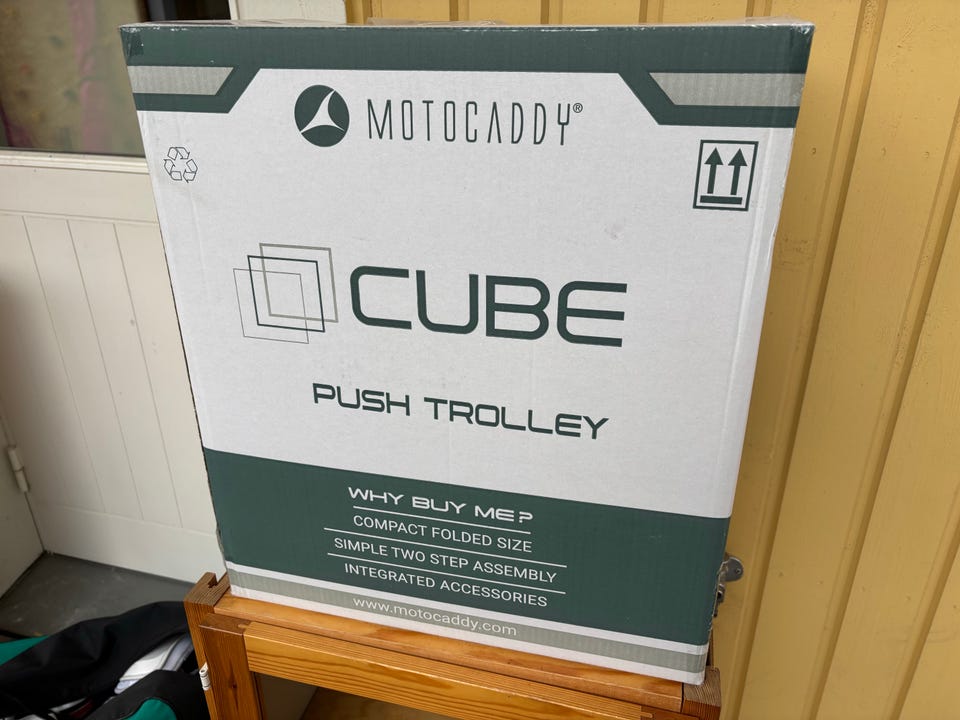 MOTOCADDY®
CUBE
PUSH TROLLEY
WHY BUY ME?
COMPACT FOLDED SIZE
SIMPLE TWO STEP ASSEMBLY
INTEGRATED ACCESSORIES
www.motocaddy.com